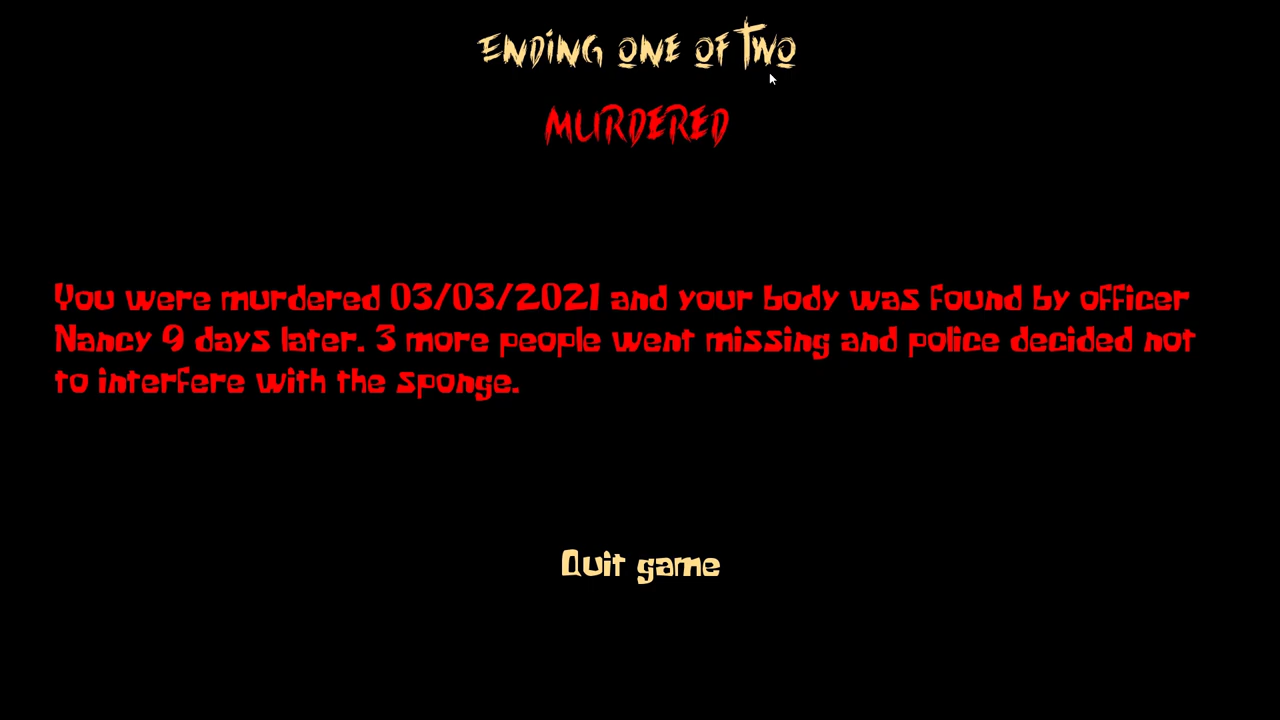 ENDING ONE OF TWO
MURDERED
You were murdered 03/03/2021 and your body was found by officer
Nancy 9 days later. 3 more people went missing and police decided not
to interfere with the sponge.
Quit game